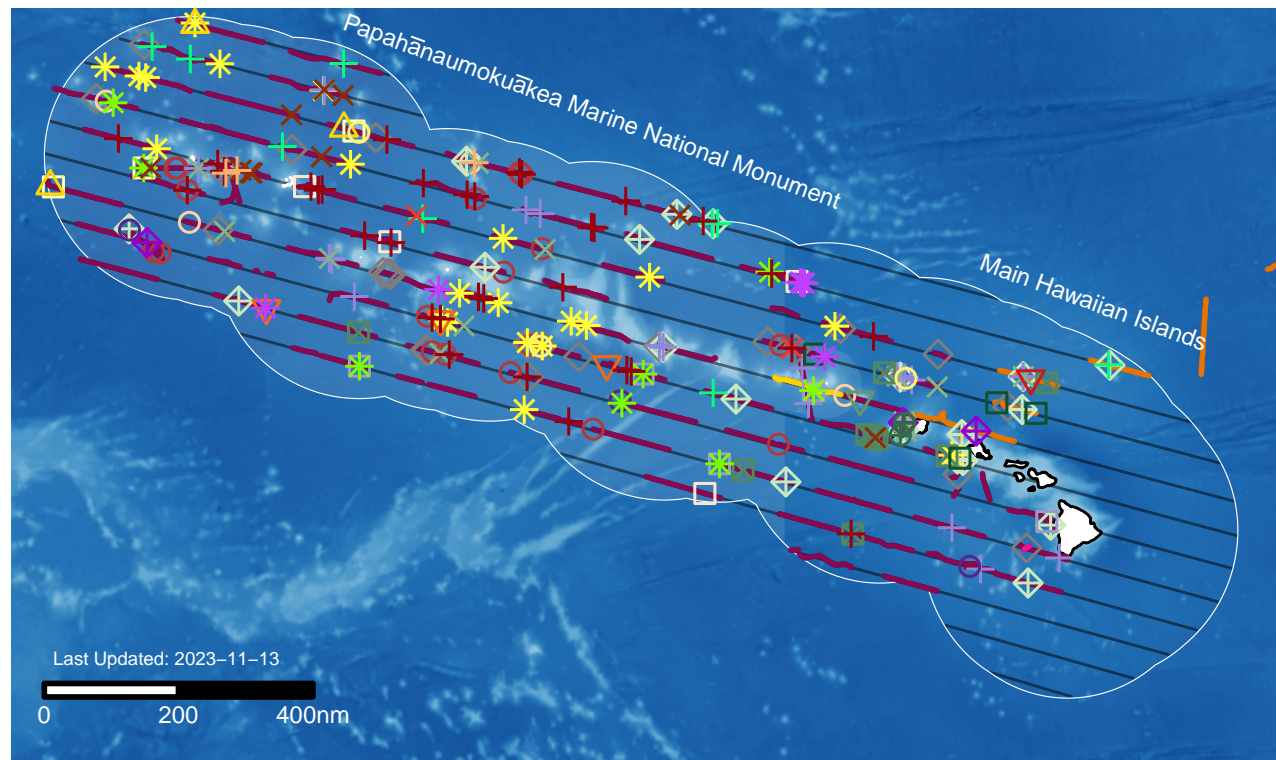 Papahānaumokuākea Marine National Monument
Main Hawaiian Islands
Last Updated: 2023−11−13
0 200 400nm